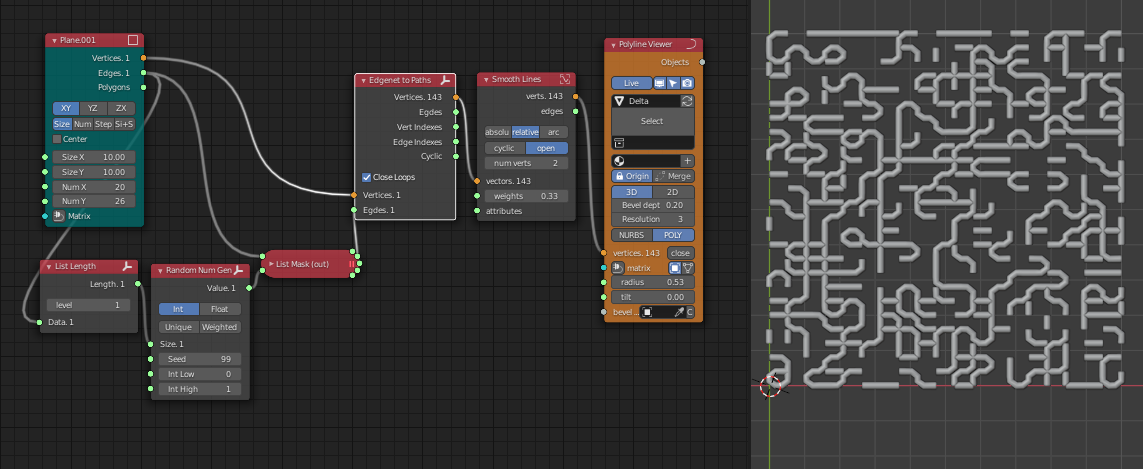 Plane.001
Vertices. 1
Edges. 1
Polygons
XY YZ ZX
Size Num Step Si+S
Center
Size X 10.00
Size Y 10.00
Num X 20
Num Y 26
Matrix
List Length
Length. 1
level 1
Data. 1
Random Num Gen
Value. 1
Int Float
Unique Weighted
Size. 1
Seed 99
Int Low 0
Int High 1
List Mask (out)
Edgenet to Paths
Vertices. 143
Egdes
Vert Indexes
Edge Indexes
Cyclic
Close Loops
Vertices. 1
Egdes. 1
Smooth Lines
verts. 143
edges
absolu relative arc
cyclic open
num verts 2
vectors. 143
weights 0.33
attributes
Polyline Viewer
Objects
Live
Delta
Select
Origin Merge
3D 2D
Bevel dept 0.20
Resolution 3
NURBS POLY
vertices. 143 close
matrix
radius 0.53
tilt 0.00
bevel ... C